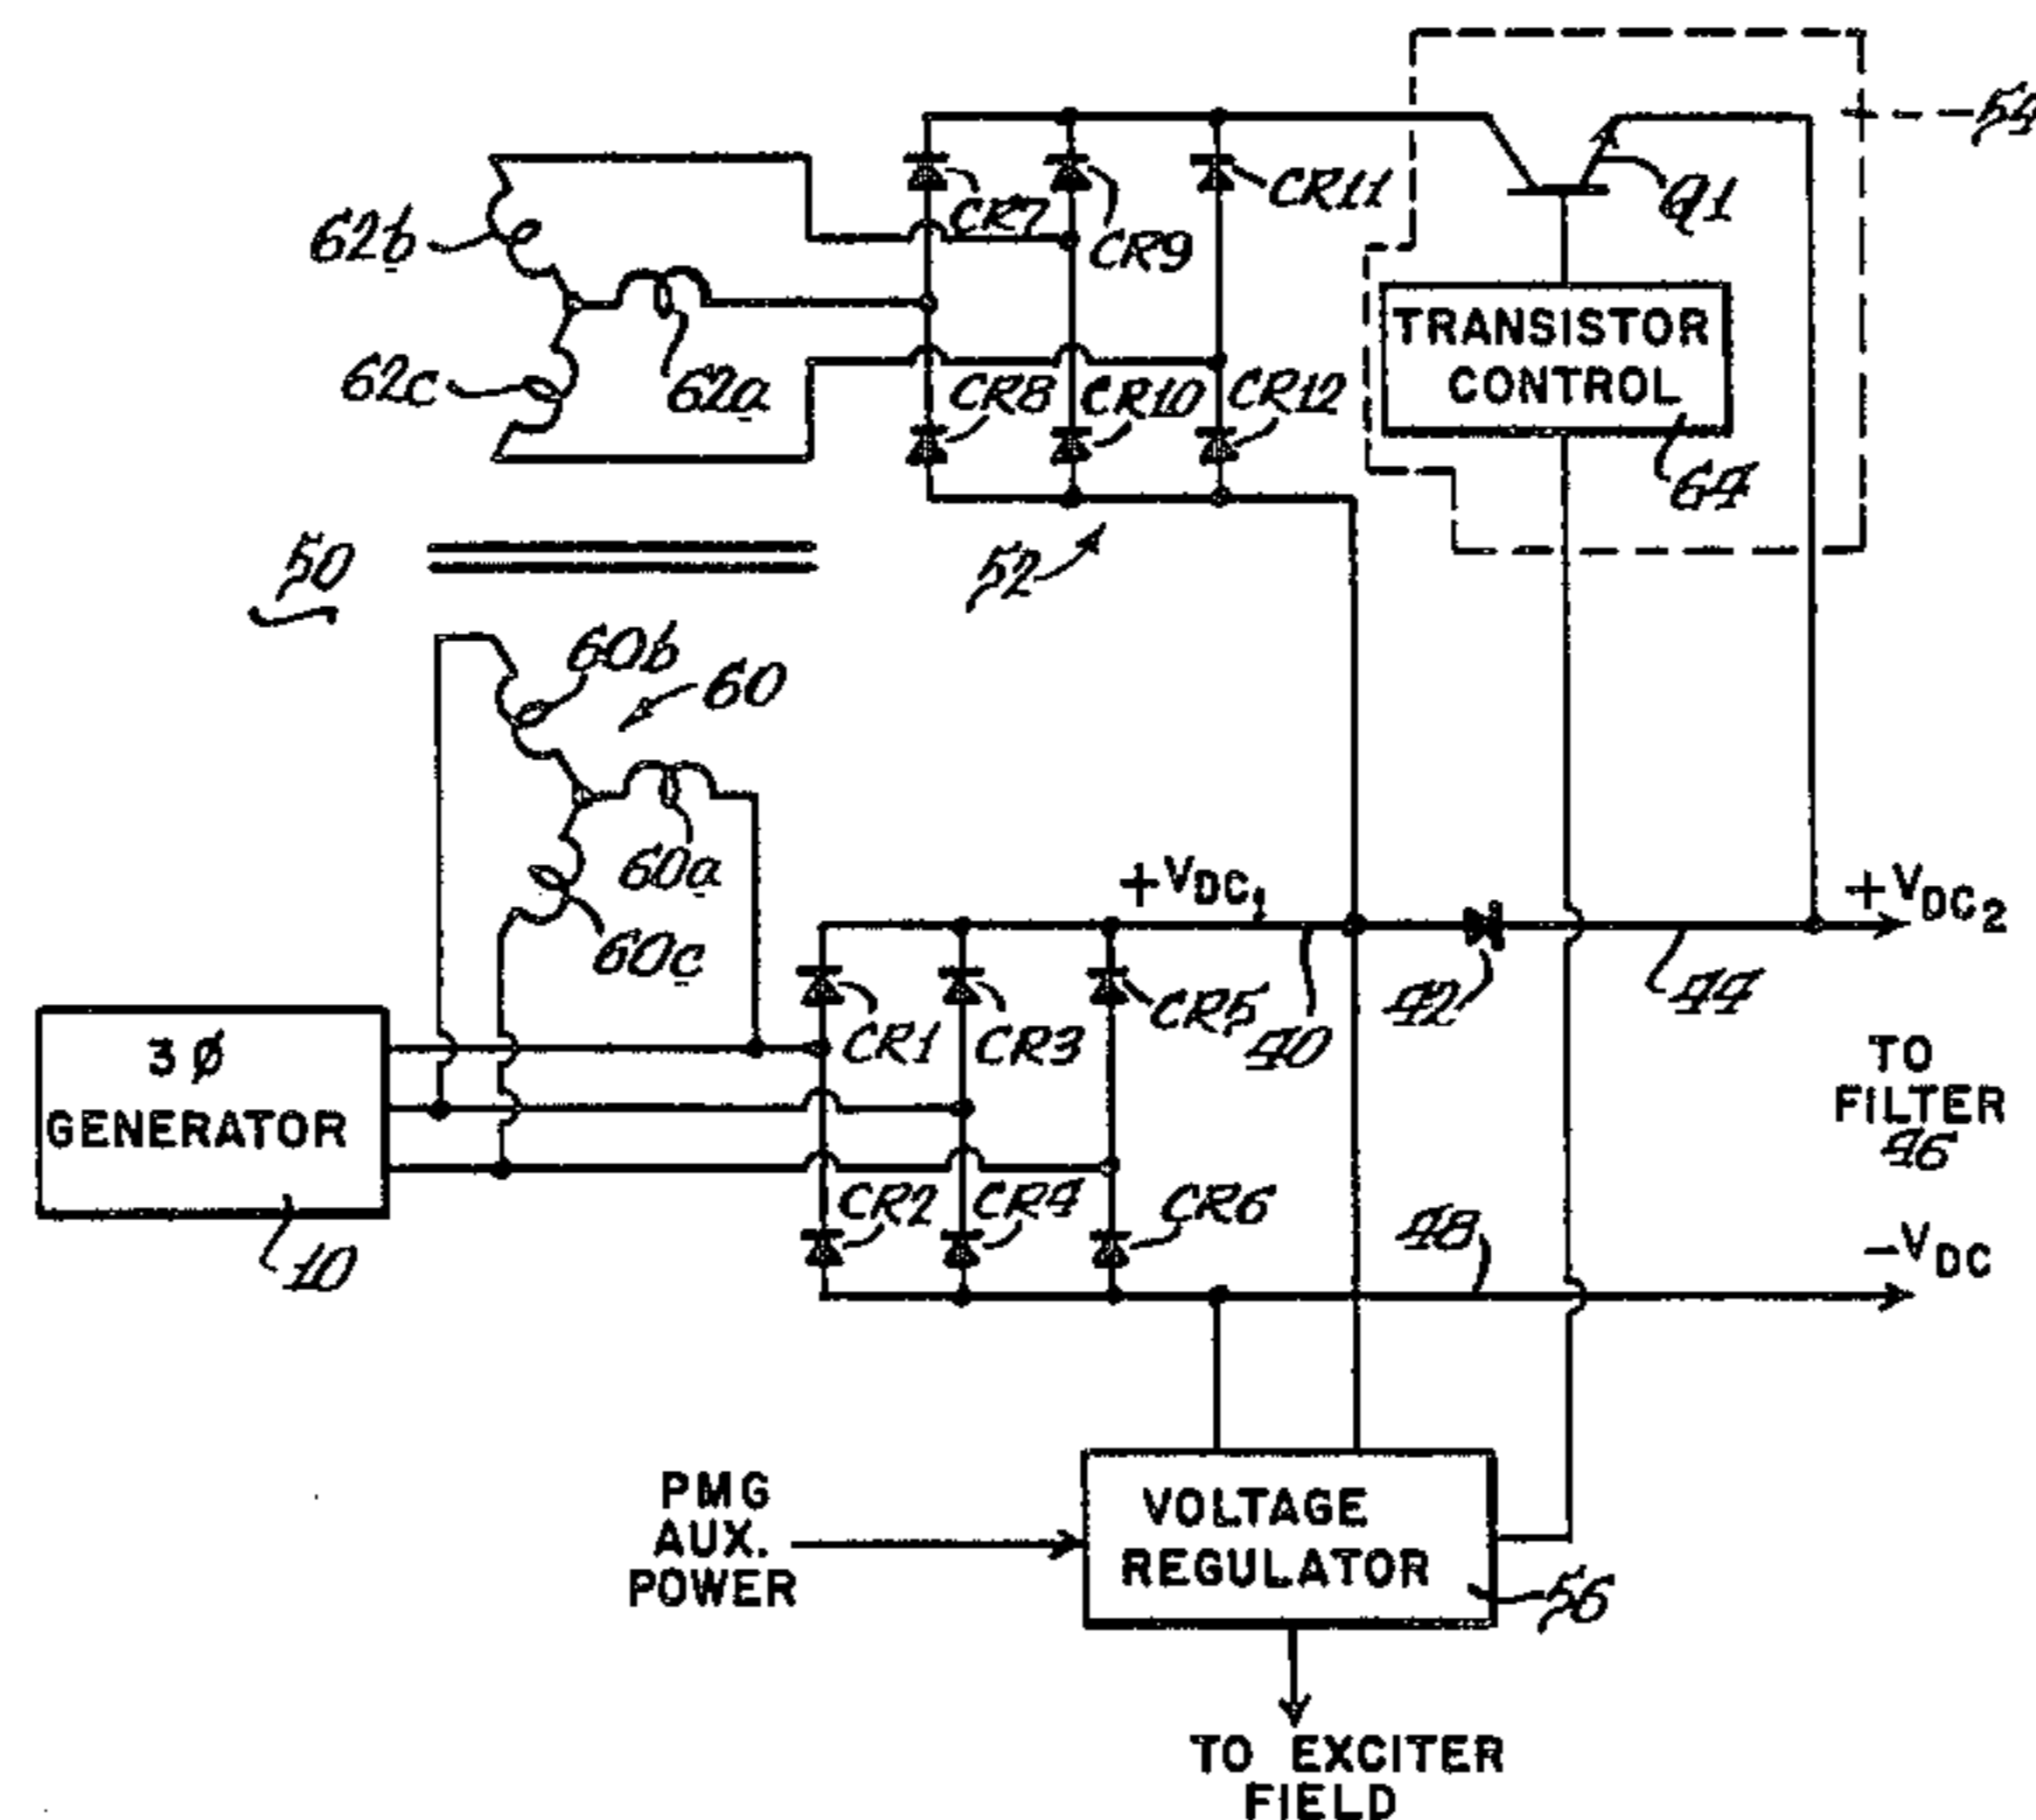 54
CR7
CR9
CR11
Q1
62b
62a
62c
TRANSISTOR
CONTROL
64
CR8
CR10
CR12
52
50
60b
60
60a
60c
+VDC1
+VDC2
3Ø
GENERATOR
10
CR1
CR3
CR5
40
42
44
TO
FILTER
46
CR2
CR4
CR6
48
-VDC
PMG
AUX.
POWER
VOLTAGE
REGULATOR
56
TO EXCITER
FIELD